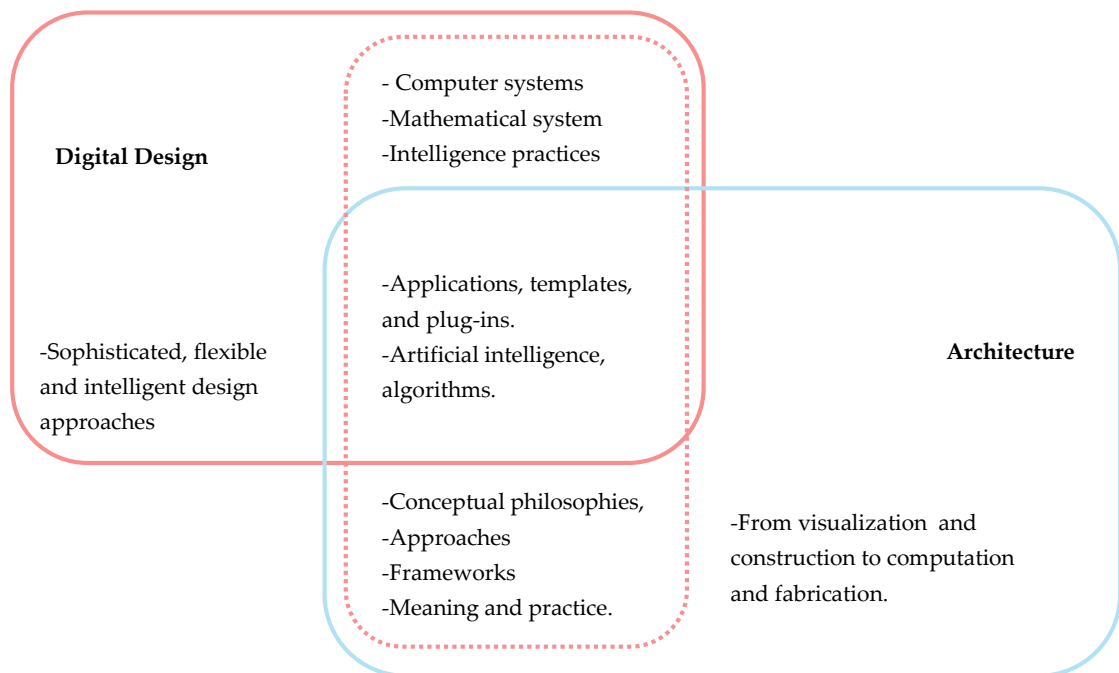 Digital Design
-Sophisticated, flexible
and intelligent design
approaches
- Computer systems
-Mathematical system
-Intelligence practices
-Applications, templates,
and plug-ins.
-Artificial intelligence,
algorithms.
-Conceptual philosophies,
-Approaches
-Frameworks
-Meaning and practice.
Architecture
-From visualization  and
construction to computation
and fabrication.